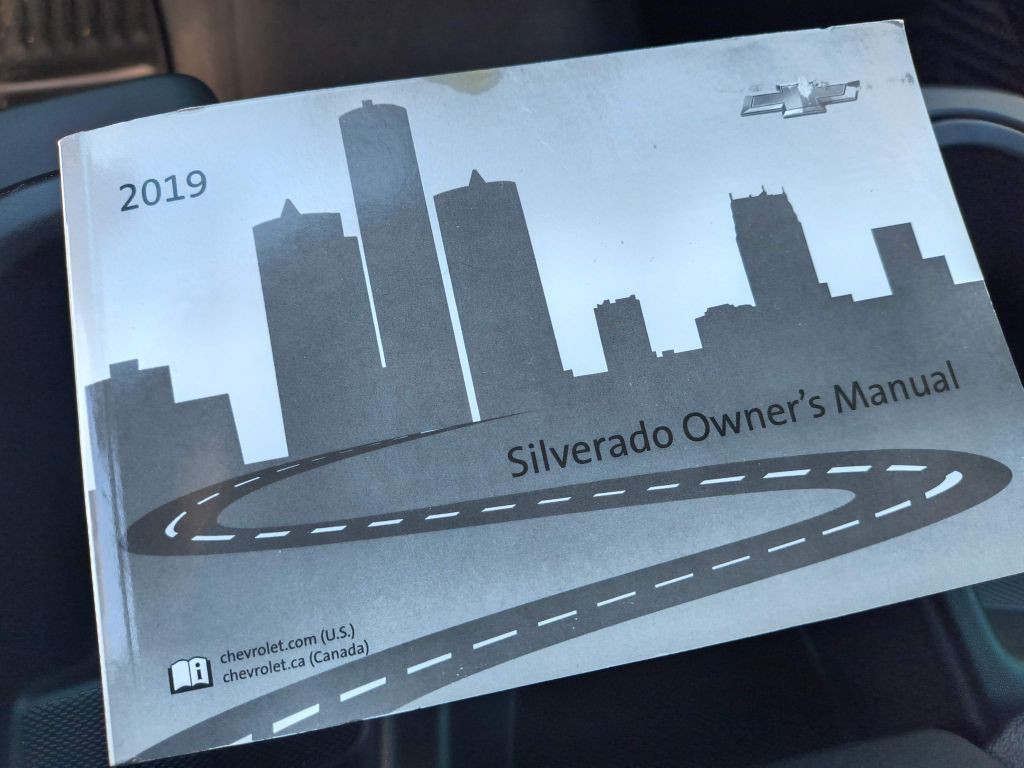 2019
Silverado Owner's Manual
chevrolet.com (U.S.)
chevrolet.ca (Canada)